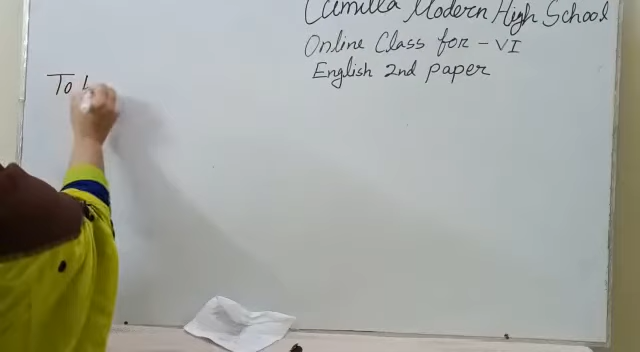 Cumilla Modern High School
Online Class for - VI
English 2nd paper
To